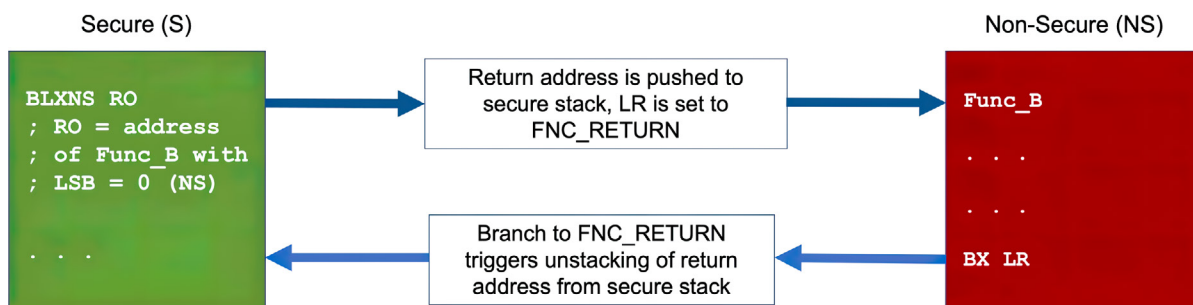 Secure (S)
Non-Secure (NS)
BLXNS RO
; RO = address
; of Func_B with
; LSB = 0 (NS)
. . .
Return address is pushed to
secure stack, LR is set to
FNC_RETURN
Branch to FNC_RETURN
triggers unstacking of return
address from secure stack
Func_B
. . .
. . .
BX LR